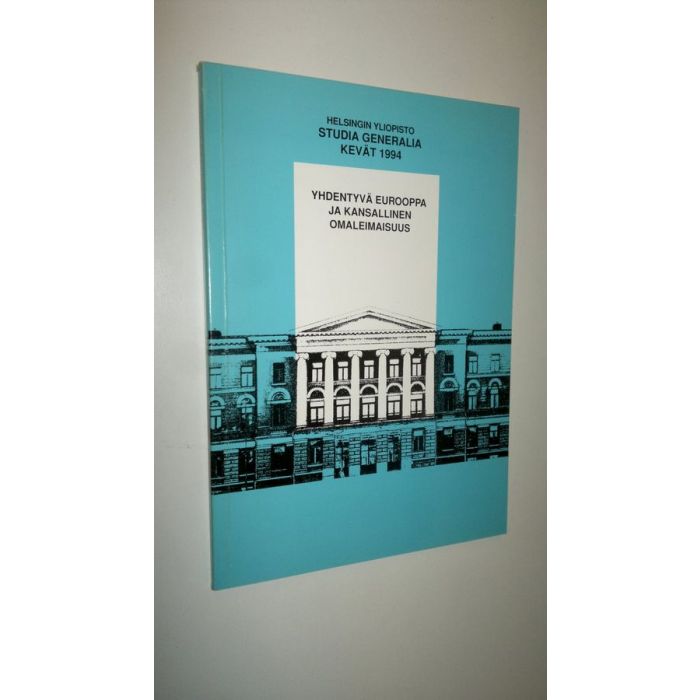 HELSINGIN YLIOPISTO
STUDIA GENERALIA
KEVÄT 1994
YHDENTYVÄ EUROOPPA
JA KANSALLINEN
OMALEIMAISUUS